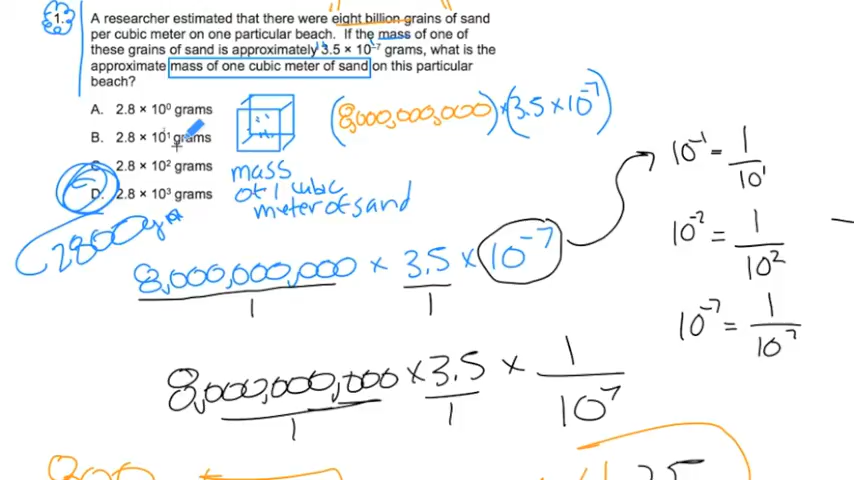 1. A researcher estimated that there were eight billion grains of sand
per cubic meter on one particular beach. If the mass of one of
these grains of sand is approximately 3.5 × 10⁻⁷ grams, what is the
approximate mass of one cubic meter of sand on this particular
beach?
A. 2.8 × 10⁰ grams
B. 2.8 × 10¹ grams
C. 2.8 × 10² grams
D. 2.8 × 10³ grams
(8,000,000,000) × (3.5 × 10⁻⁷)
mass
of 1 cubic
meter of sand
2800g
8,000,000,000 × 3.5 × 10⁻⁷
1 1
10⁻¹ = 1/10¹
10⁻² = 1/10²
10⁻⁷ = 1/10⁷
8,000,000,000 × 3.5 × 1/10⁷
1 1
800